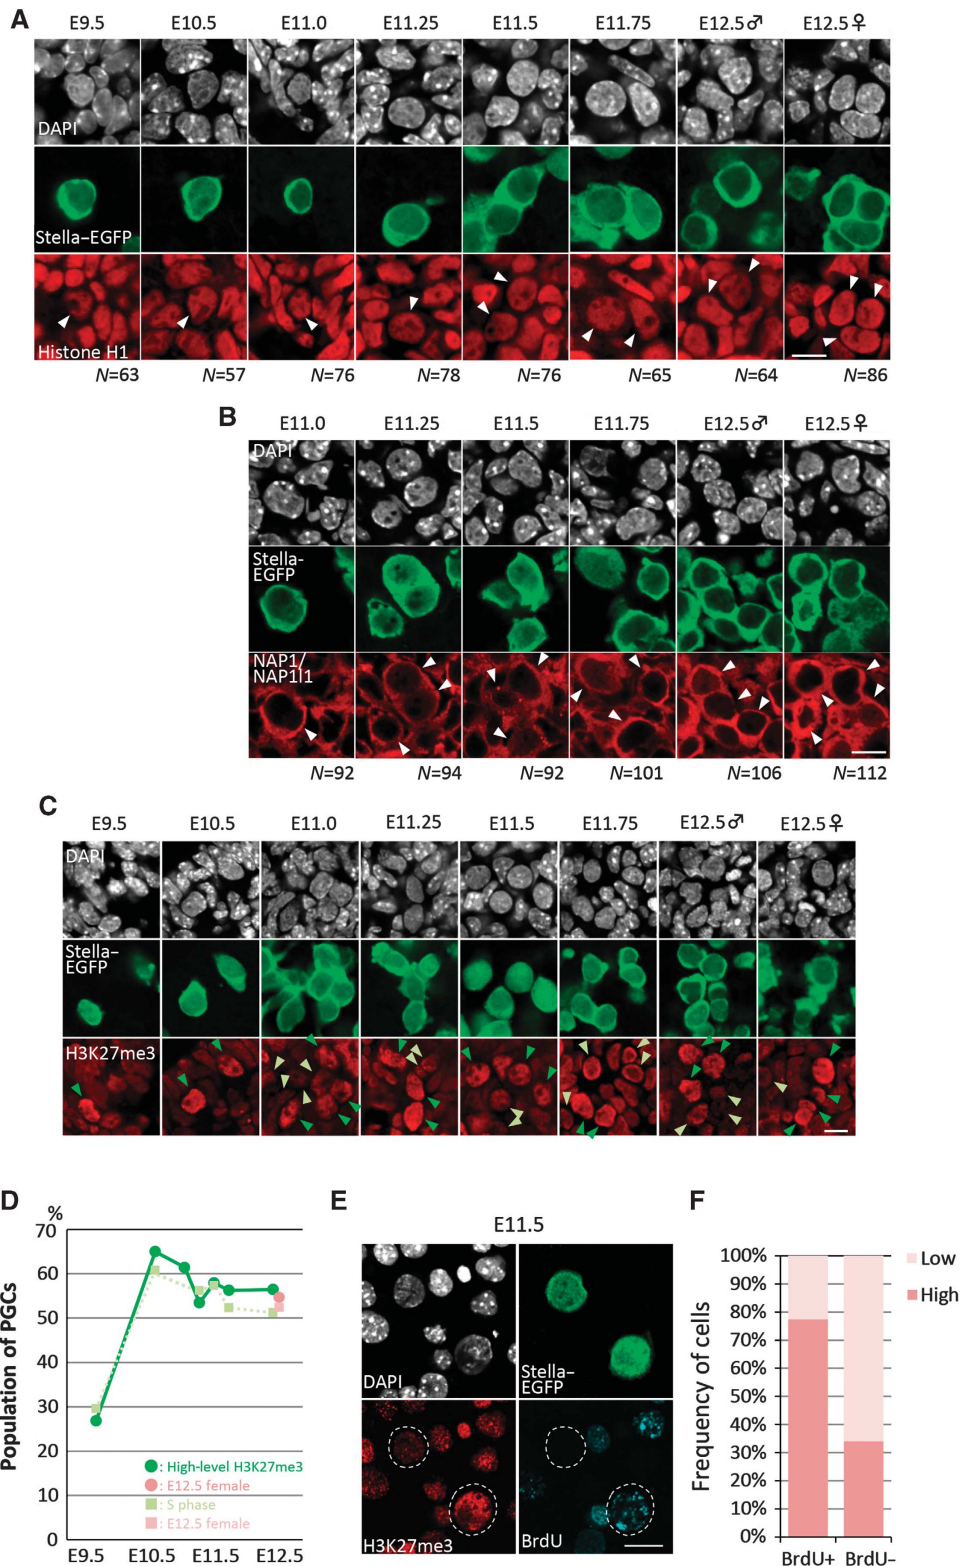 A
E9.5 E10.5 E11.0 E11.25 E11.5 E11.75 E12.5♂ E12.5♀
DAPI
Stella–EGFP
Histone H1
N=63 N=57 N=76 N=78 N=76 N=65 N=64 N=86
B
E11.0 E11.25 E11.5 E11.75 E12.5♂ E12.5♀
DAPI
Stella–
EGFP
NAP1/
NAP1l1
N=92 N=94 N=92 N=101 N=106 N=112
C
E9.5 E10.5 E11.0 E11.25 E11.5 E11.75 E12.5♂ E12.5♀
DAPI
Stella–
EGFP
H3K27me3
D
%
70
60
50
40
30
20
10
0
Population of PGCs
: High-level H3K27me3
: E12.5 female
: S phase
: E12.5 female
E9.5 E10.5 E11.5 E12.5
E
E11.5
DAPI
Stella–
EGFP
H3K27me3
BrdU
F
100%
90%
80%
70%
60%
50%
40%
30%
20%
10%
0%
Frequency of cells
Low
High
BrdU+ BrdU–